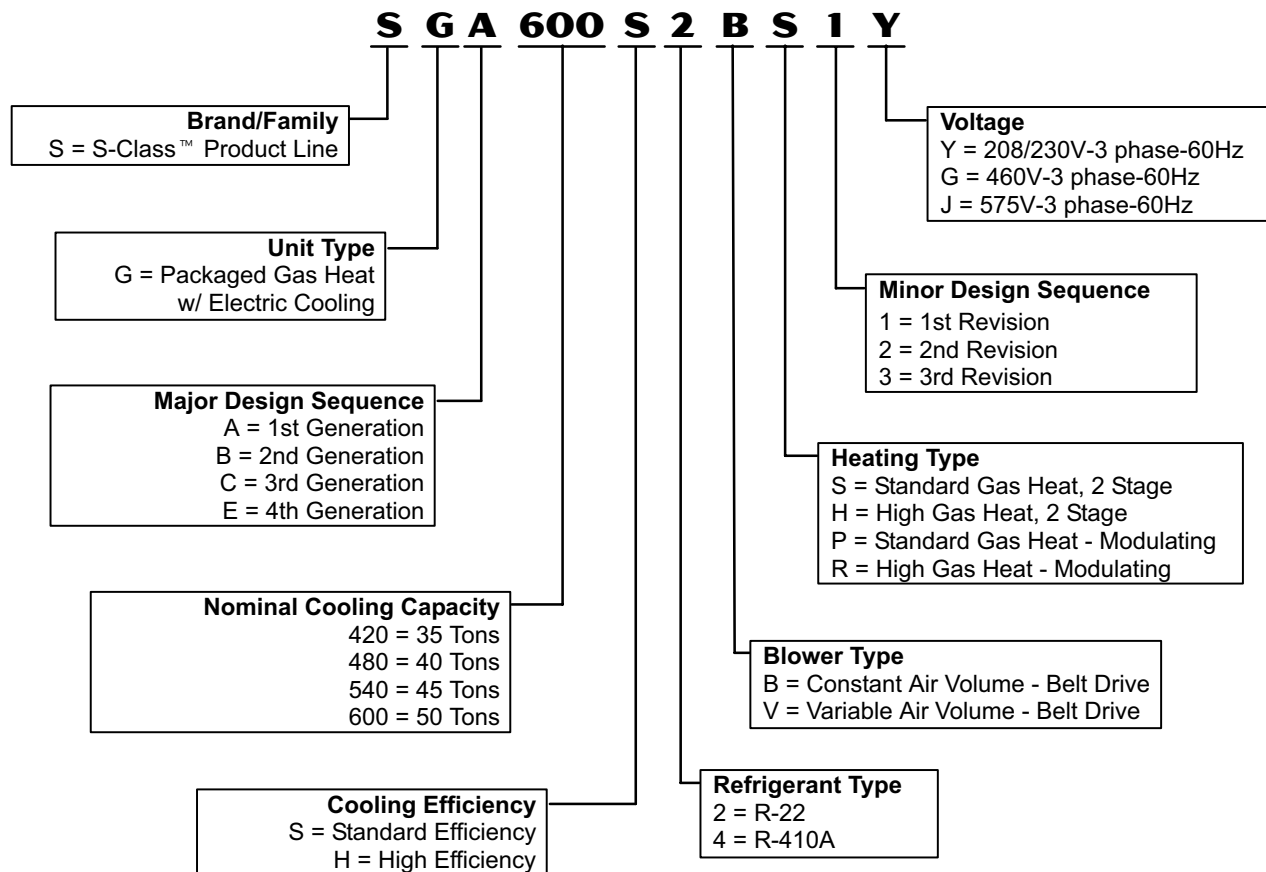 S G A 600 S 2 B S 1 Y
Brand/Family
S = S-Class™ Product Line
Unit Type
G = Packaged Gas Heat
w/ Electric Cooling
Major Design Sequence
A = 1st Generation
B = 2nd Generation
C = 3rd Generation
E = 4th Generation
Nominal Cooling Capacity
420 = 35 Tons
480 = 40 Tons
540 = 45 Tons
600 = 50 Tons
Cooling Efficiency
S = Standard Efficiency
H = High Efficiency
Voltage
Y = 208/230V-3 phase-60Hz
G = 460V-3 phase-60Hz
J = 575V-3 phase-60Hz
Minor Design Sequence
1 = 1st Revision
2 = 2nd Revision
3 = 3rd Revision
Heating Type
S = Standard Gas Heat, 2 Stage
H = High Gas Heat, 2 Stage
P = Standard Gas Heat - Modulating
R = High Gas Heat - Modulating
Blower Type
B = Constant Air Volume - Belt Drive
V = Variable Air Volume - Belt Drive
Refrigerant Type
2 = R-22
4 = R-410A